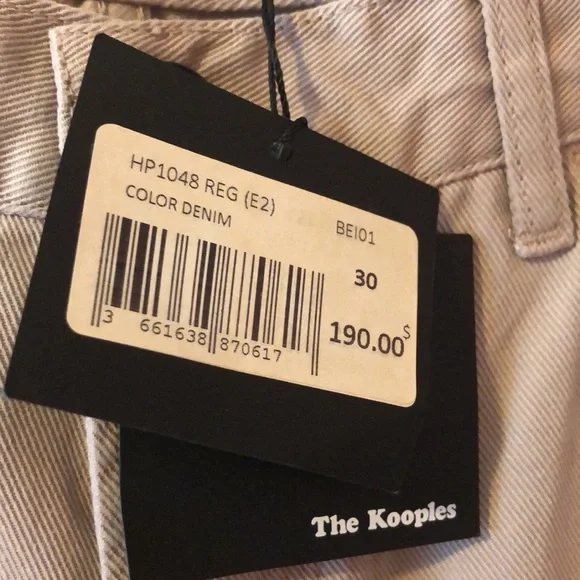 HP1048 REG (E2)
COLOR DENIM
BEI01
30
190.00$
3 661638 870617
The Kooples